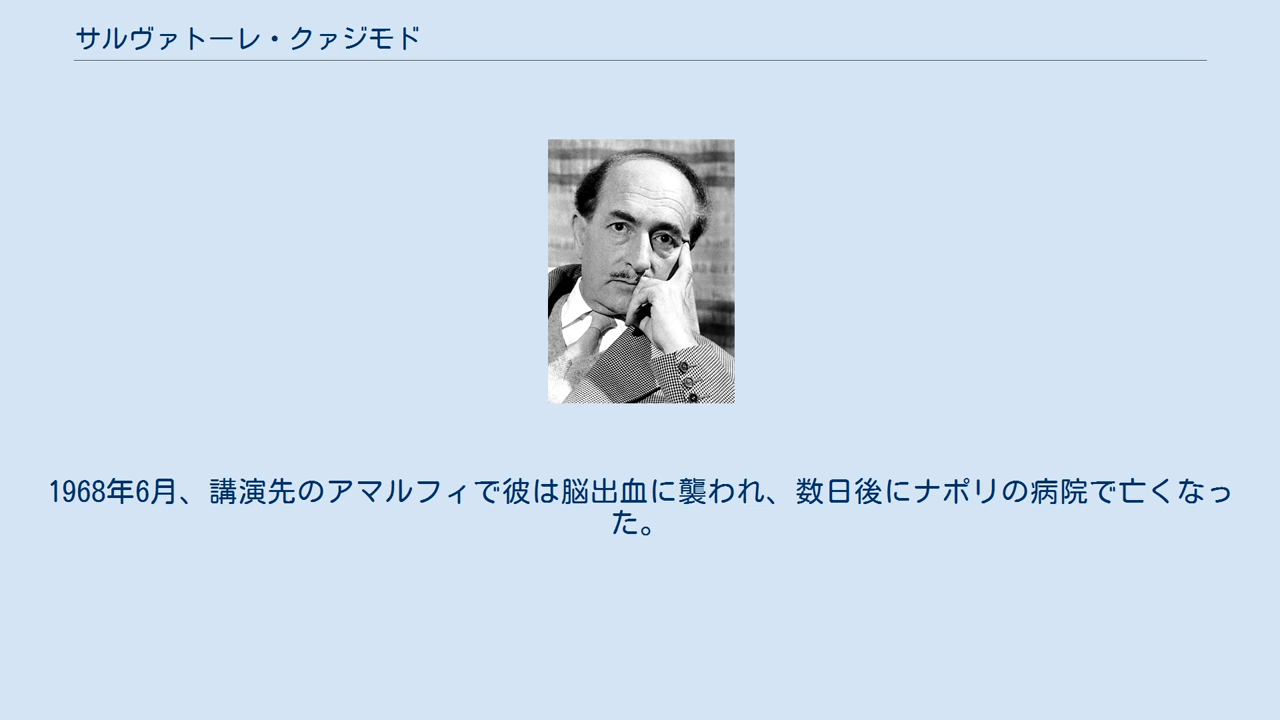 サルヴァトーレ・クァジモド
1968年6月、講演先のアマルフィで彼は脳出血に襲われ、数日後にナポリの病院で亡くなっ
た。